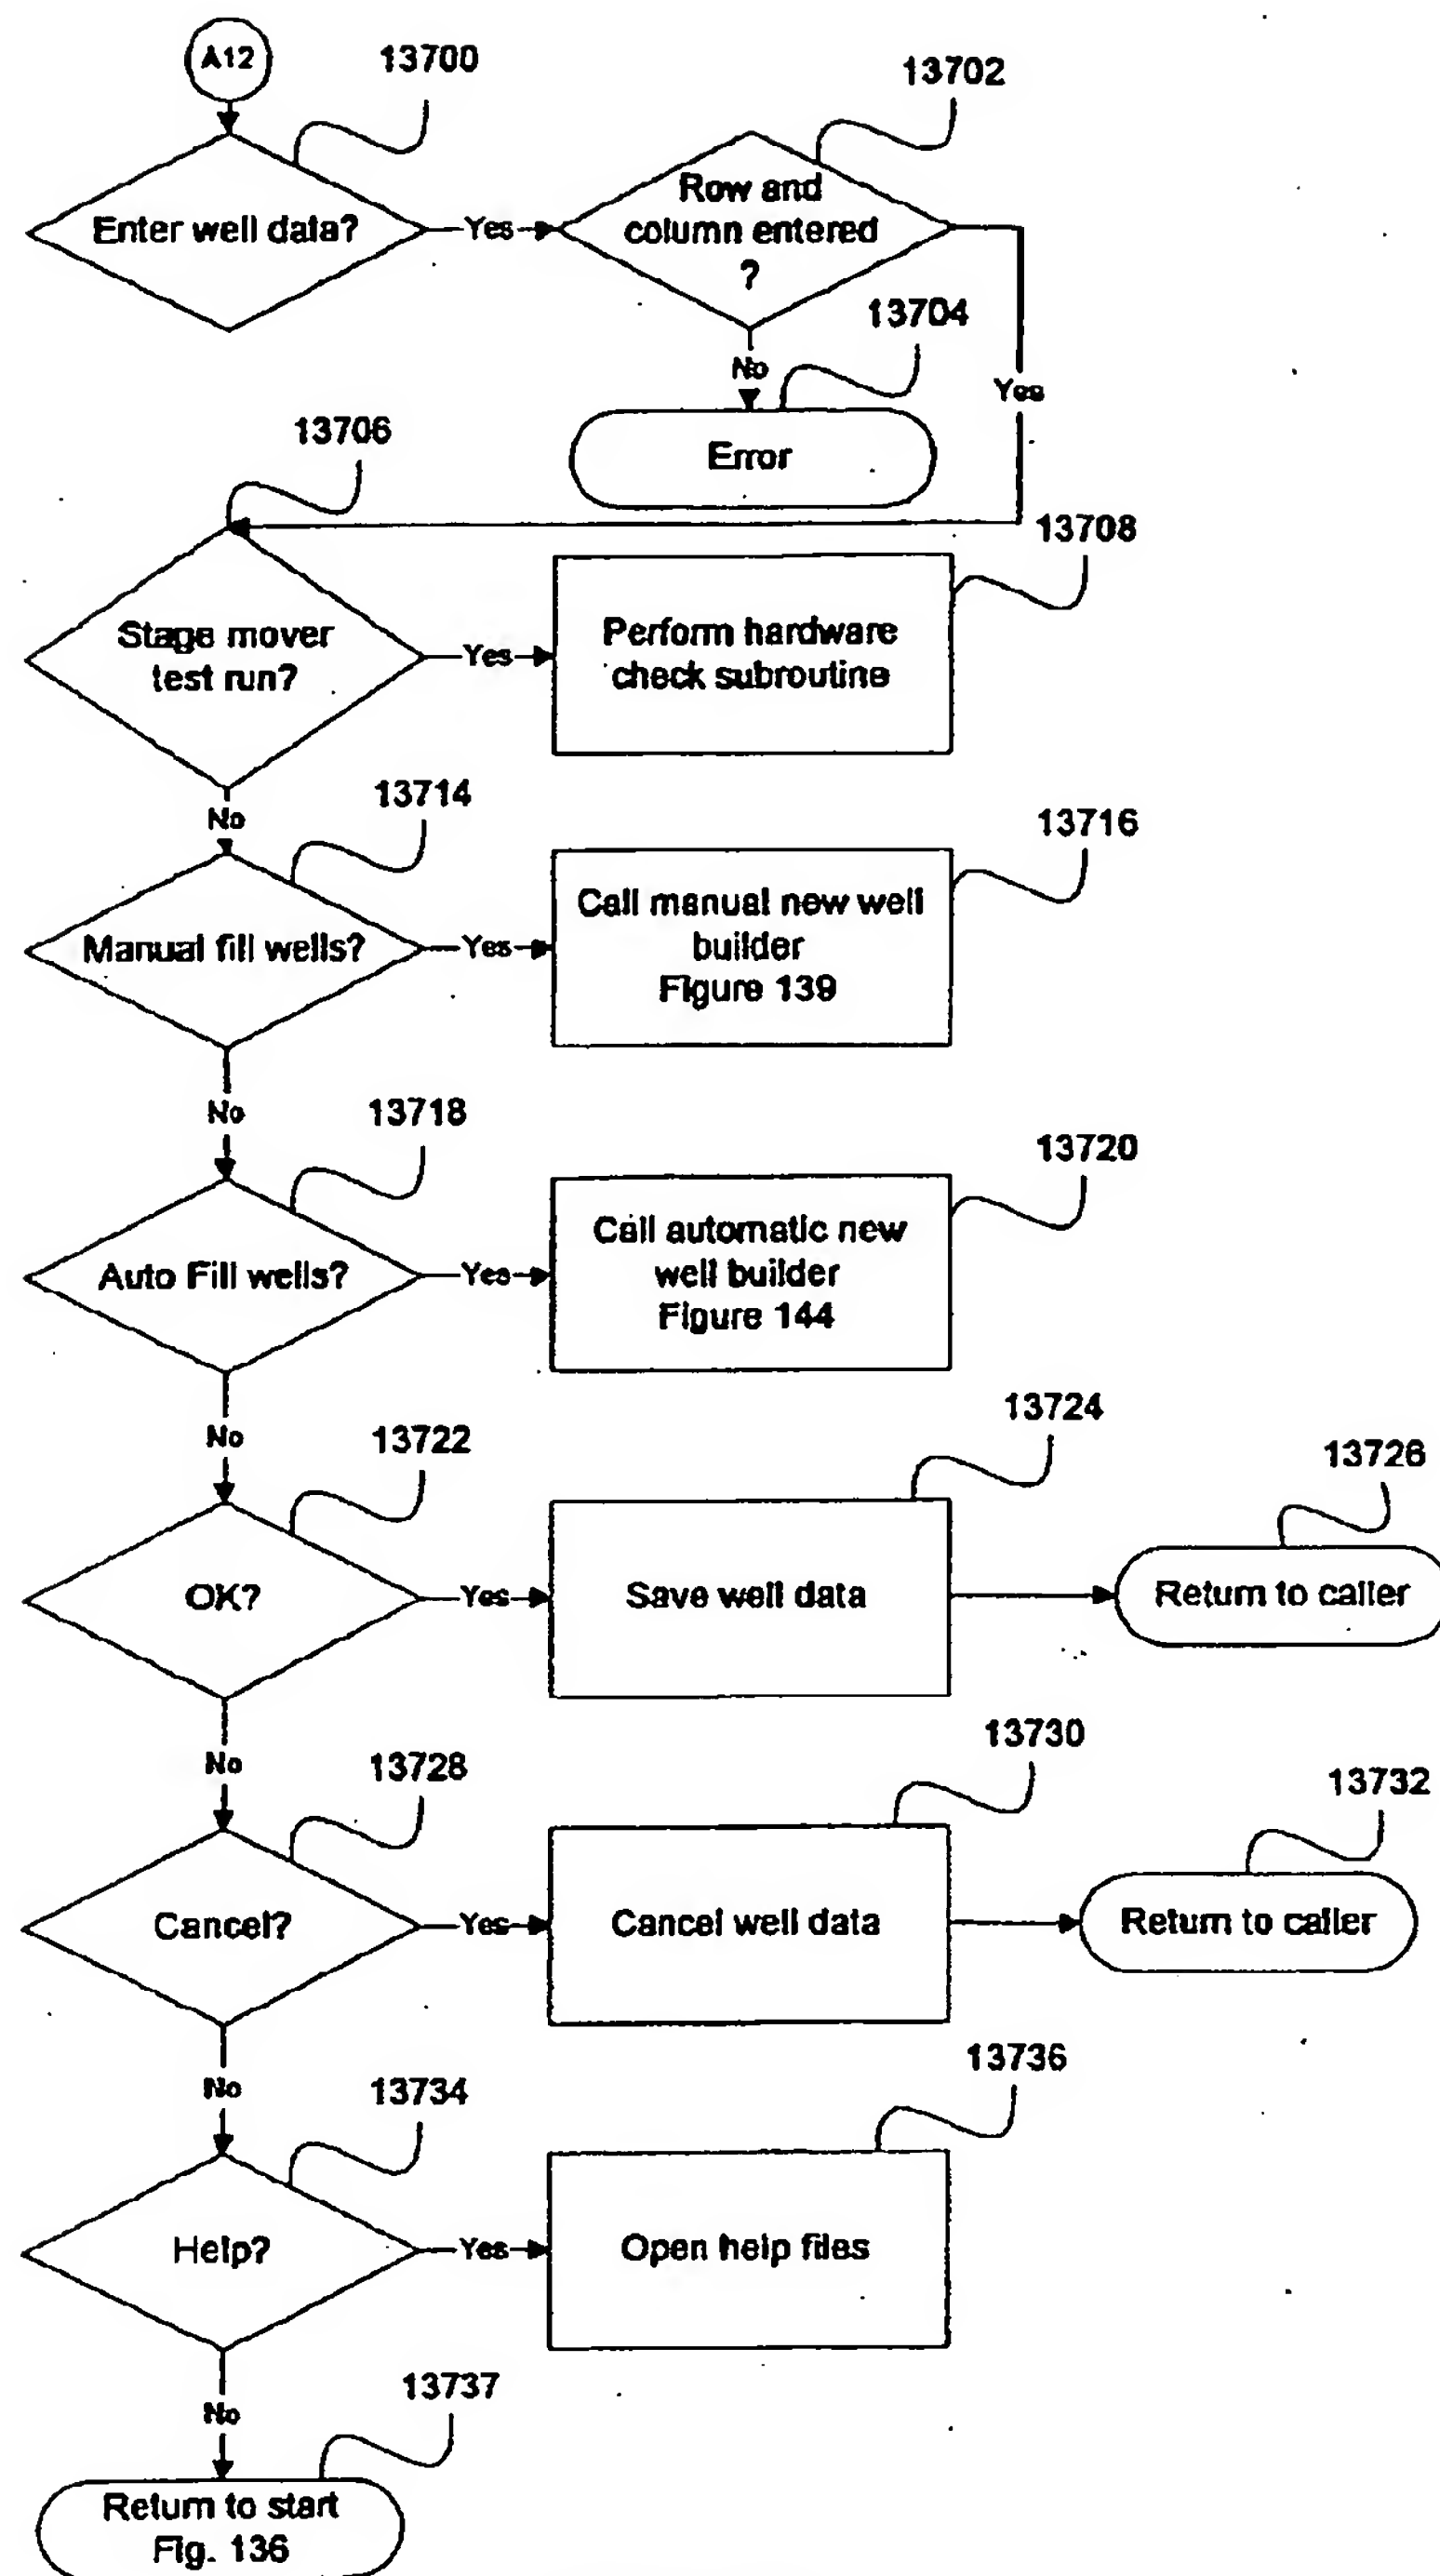 A12
13700
13702
Enter well data?
Yes
Row and
column entered
?
13704
No
Yes
Error
13706
13708
Stage mover
test run?
Yes
Perform hardware
check subroutine
No
13714
13716
Manual fill wells?
Yes
Call manual new well
builder
Figure 139
No
13718
13720
Auto Fill wells?
Yes
Call automatic new
well builder
Figure 144
No
13722
13724
13726
OK?
Yes
Save well data
Return to caller
No
13728
13730
13732
Cancel?
Yes
Cancel well data
Return to caller
No
13734
13736
Help?
Yes
Open help files
No
13737
Return to start
Fig. 136